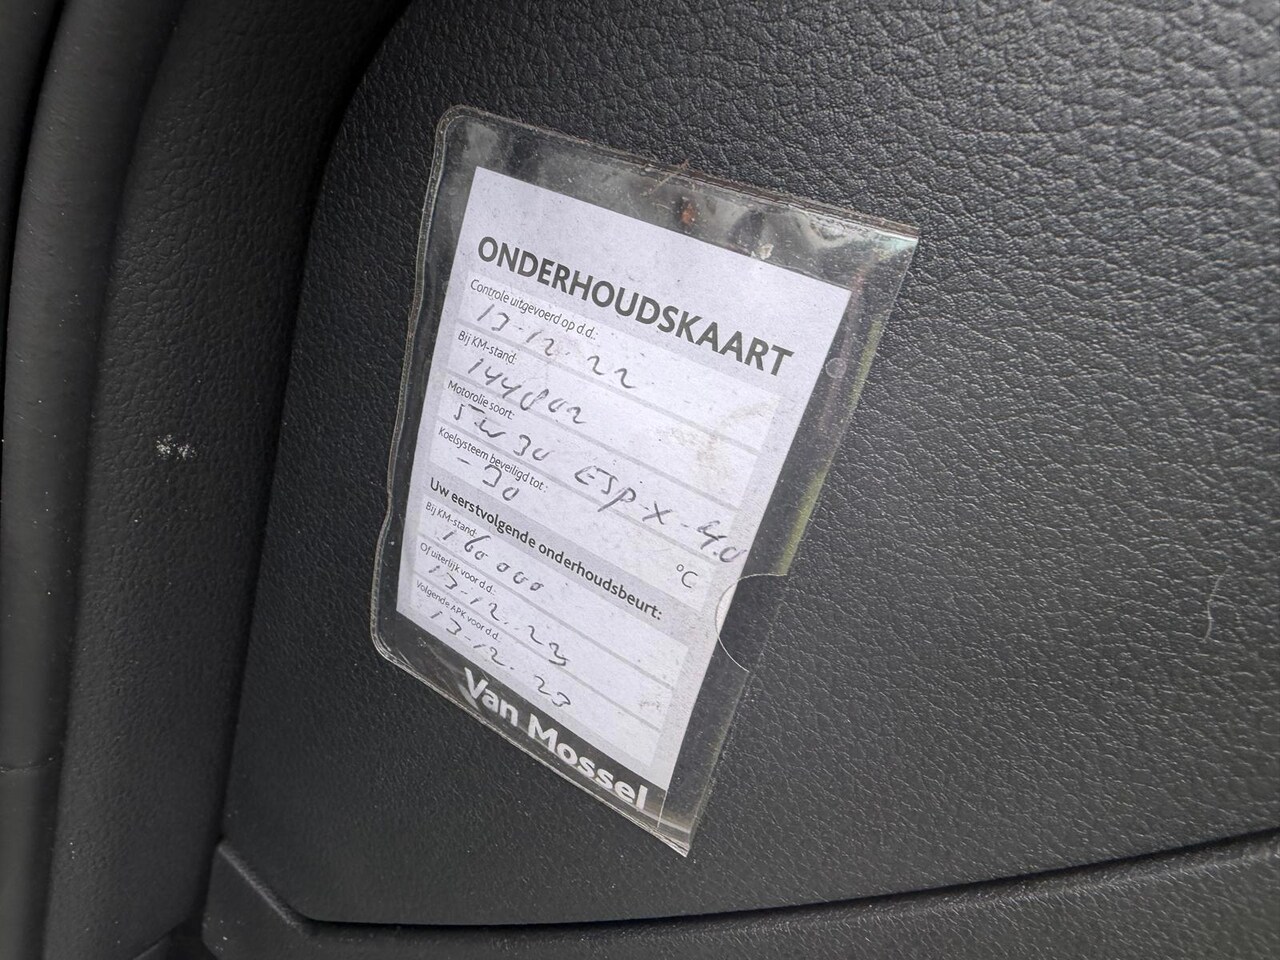 ONDERHOUDSKAART
Controle uitgevoerd op d.d.:
13-12-22
Bij KM-stand:
144802
Motorolie soort:
5w30 ESP-X-4.0
Koelsysteem beveiligd tot:
-30 °C
Uw eerstvolgende onderhoudsbeurt:
Bij KM-stand:
160 000
Of uiterlijk voor d.d.:
13-12-23
Volgende APK voor d.d.:
13-12-23
Van Mossel